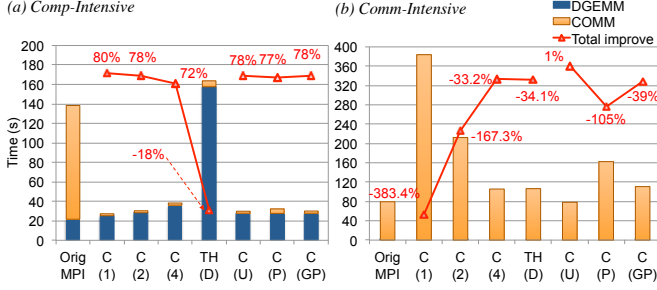 (a) Comp-Intensive
(b) Comm-Intensive
DGEMM
COMM
Total improve
Time (s)
200
180
160
140
120
100
80
60
40
20
0
80%
78%
72%
-18%
78%
77%
78%
Orig MPI
C (1)
C (2)
C (4)
TH (D)
C (U)
C (P)
C (GP)
400
360
320
280
240
200
160
120
80
40
0
-383.4%
-167.3%
-33.2%
-34.1%
1%
-105%
-39%
Orig MPI
C (1)
C (2)
C (4)
TH (D)
C (U)
C (P)
C (GP)